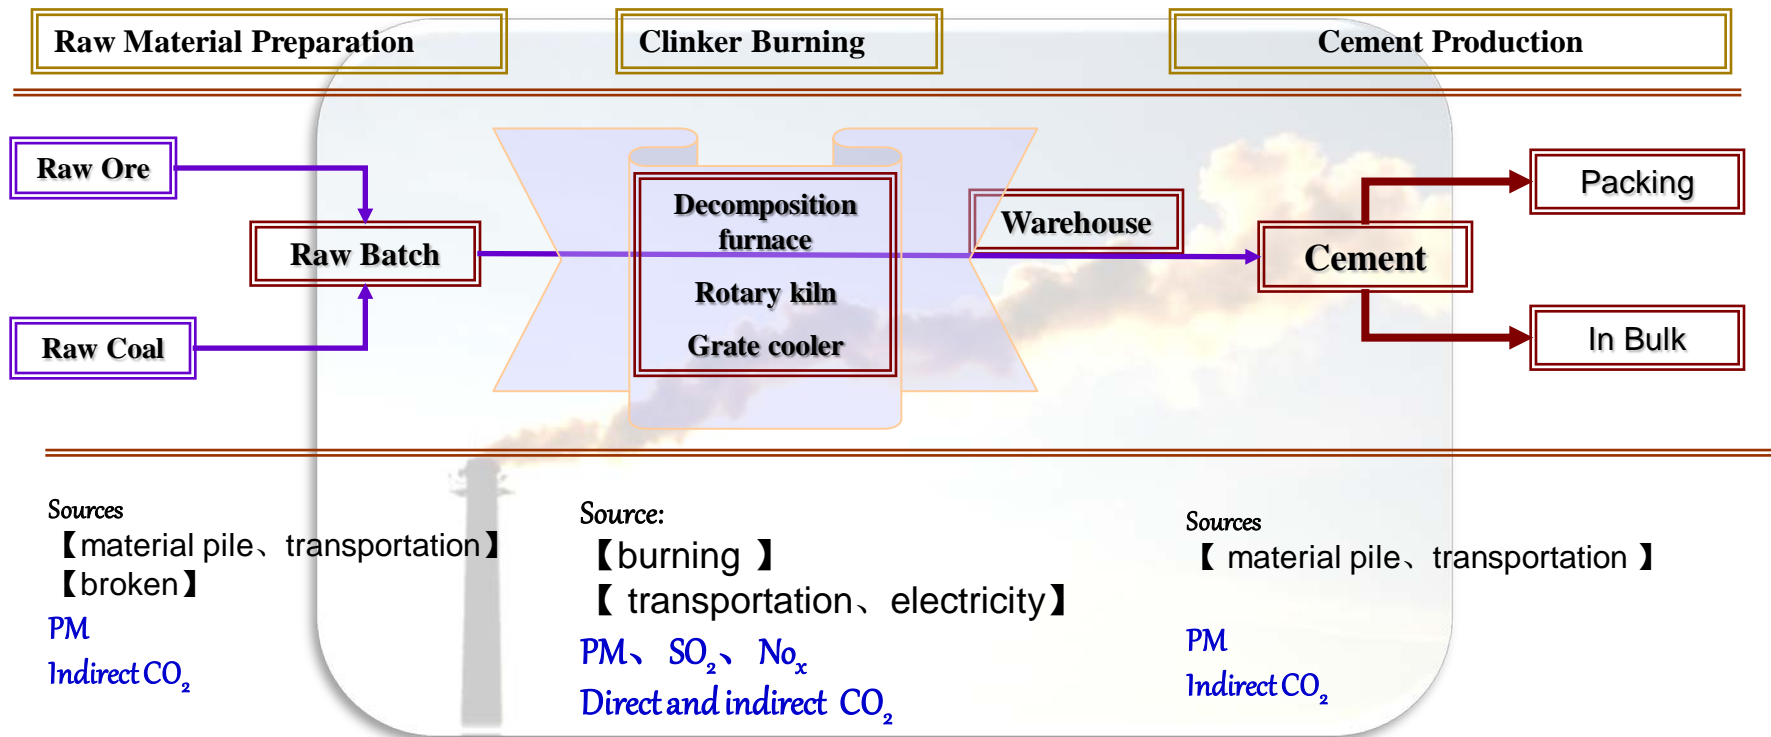 Raw Material Preparation
Clinker Burning
Cement Production
Raw Ore
Raw Batch
Raw Coal
Decomposition
furnace
Rotary kiln
Grate cooler
Warehouse
Cement
Packing
In Bulk
Sources
【material pile、transportation】
【broken】
PM
Indirect CO₂
Source:
【burning 】
【 transportation、electricity】
PM、 SO₂、 Noₓ
Direct and indirect CO₂
Sources
【 material pile、transportation 】
PM
Indirect CO₂